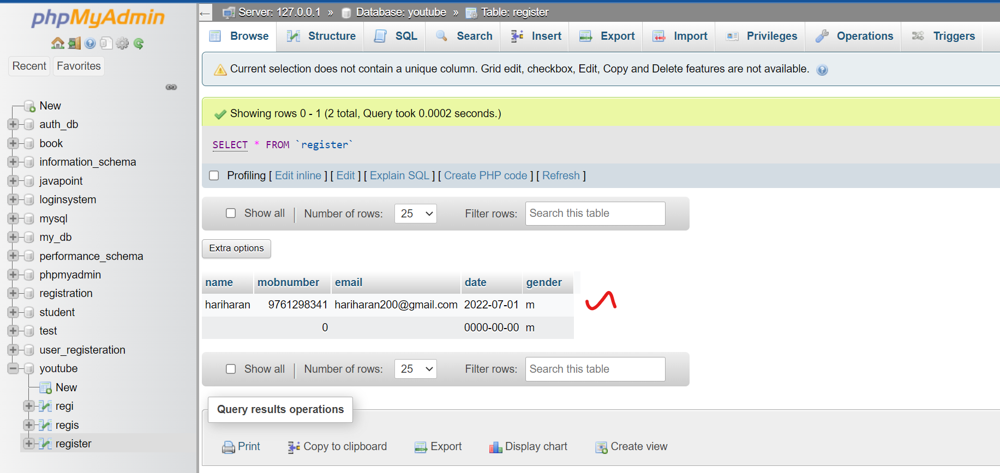 phpMyAdmin
Recent Favorites
New
auth_db
book
information_schema
javapoint
loginsystem
mysql
my_db
performance_schema
phpmyadmin
registration
student
test
user_registeration
youtube
New
regi
regis
register
Server: 127.0.0.1 » Database: youtube » Table: register
Browse Structure SQL Search Insert Export Import Privileges Operations Triggers
Current selection does not contain a unique column. Grid edit, checkbox, Edit, Copy and Delete features are not available.
Showing rows 0 - 1 (2 total, Query took 0.0002 seconds.)
SELECT * FROM `register`
Profiling [ Edit inline ] [ Edit ] [ Explain SQL ] [ Create PHP code ] [ Refresh ]
Show all Number of rows: 25 Filter rows: Search this table
Extra options
name mobnumber email date gender
hariharan 9761298341 hariharan200@gmail.com 2022-07-01 m
0 0000-00-00 m
Show all Number of rows: 25 Filter rows: Search this table
Query results operations
Print Copy to clipboard Export Display chart Create view